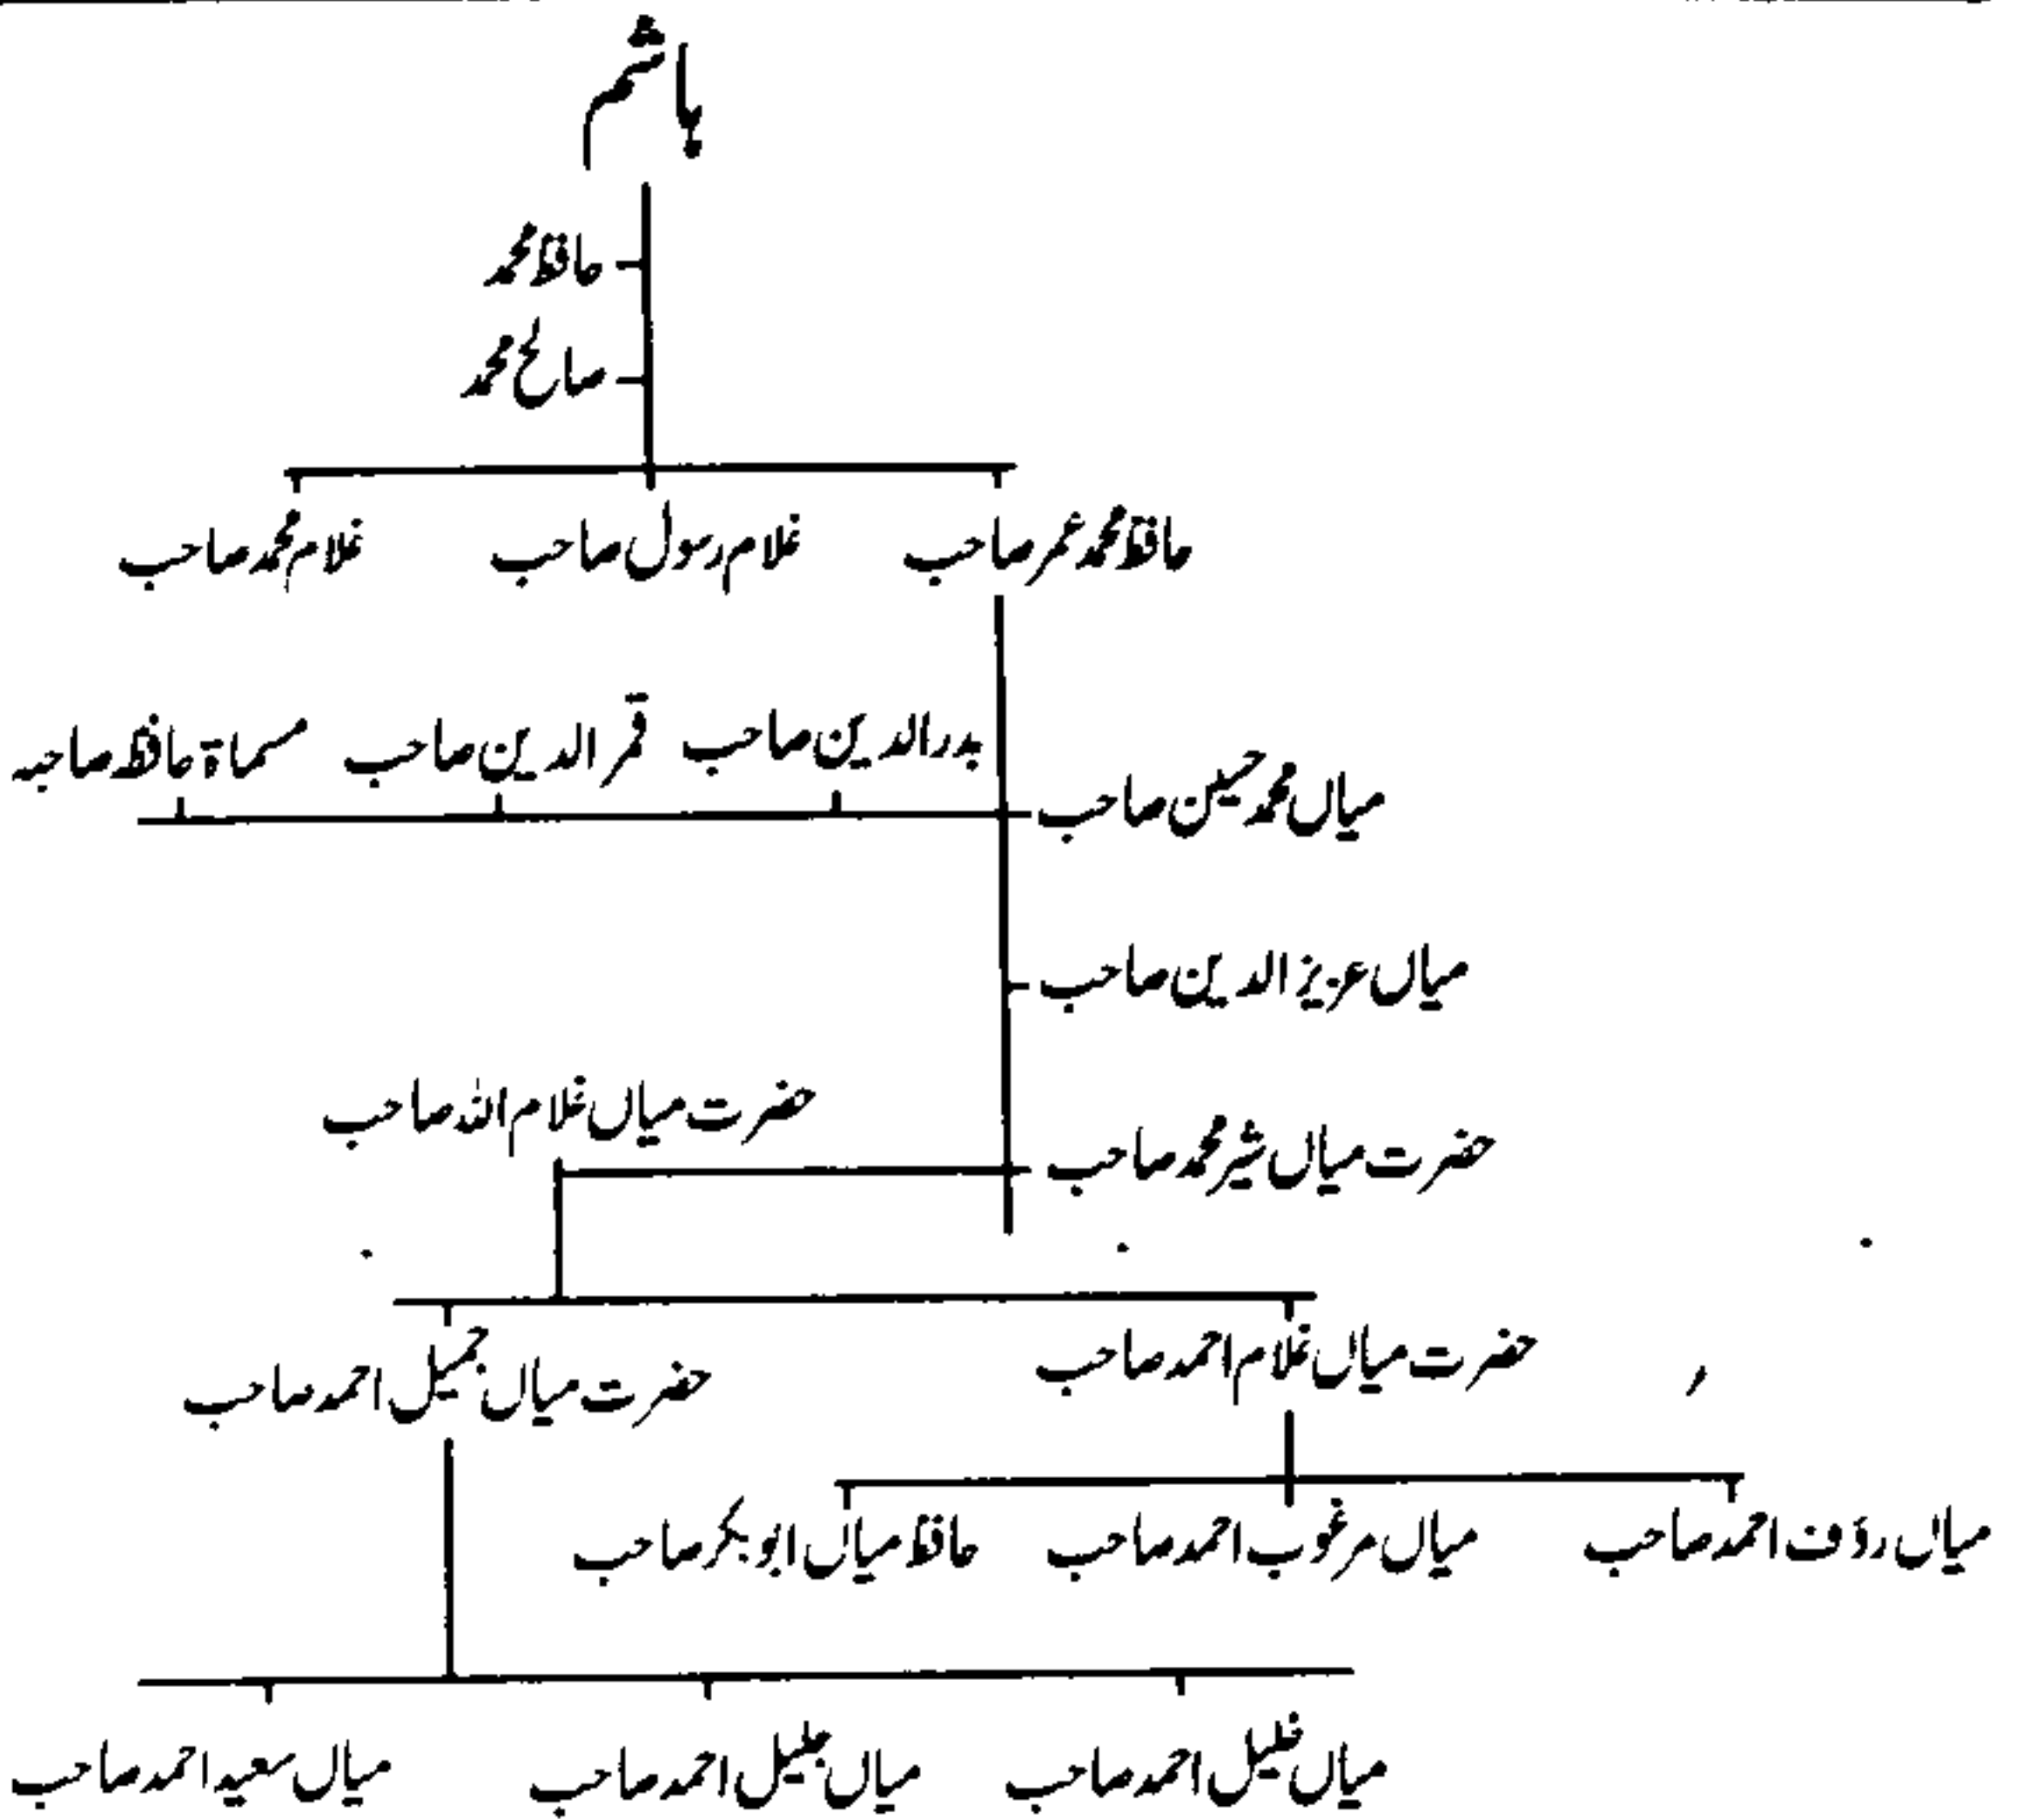 ہاشم
حافظ محمد
صالح محمد
حافظ محمد عمر صاحب غلام رسول صاحب غلام محمد صاحب
بدرالدین صاحب قمر الدین صاحب مسماۃ حافظہ صاحبہ
میاں محمد حسین صاحب
میاں عزیز الدین صاحب
حضرت میاں غلام اللہ صاحب
حضرت میاں شیر محمد صاحب
حضرت میاں غلام احمد صاحب حضرت میاں جمیل احمد صاحب
میاں رؤف احمد صاحب میاں مرغوب احمد صاحب حافظ میاں ابوبکر صاحب
میاں خلیل احمد صاحب میاں جلیل احمد صاحب میاں سعید احمد صاحب